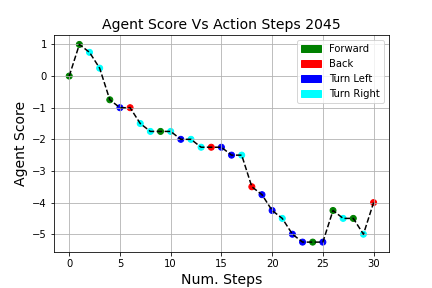 Agent Score Vs Action Steps 2045
Forward
Back
Turn Left
Turn Right
Agent Score
1
0
−1
−2
−3
−4
−5
0 5 10 15 20 25 30
Num. Steps